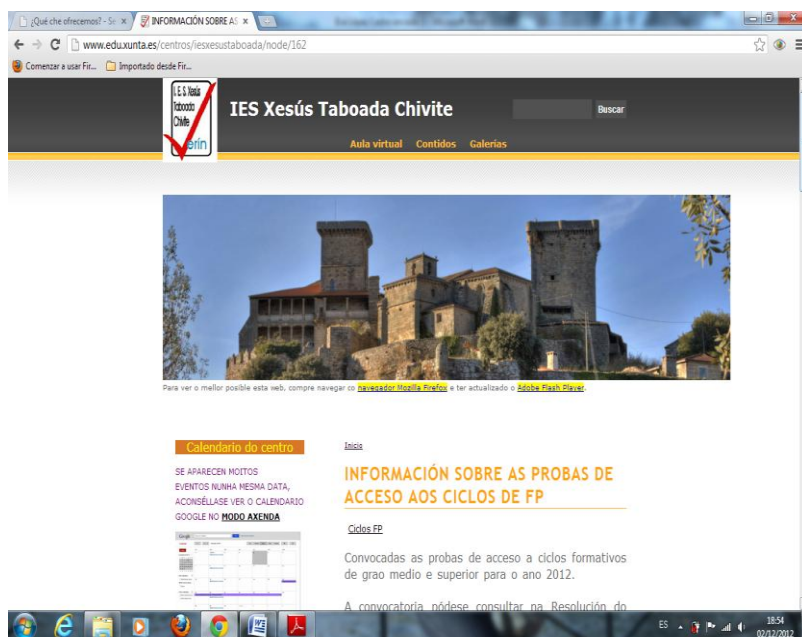 ¿Qué che ofrecemos? - Se
INFORMACIÓN SOBRE AS
www.edu.xunta.es/centros/iesxesustaboada/node/162
Comenzar a usar Fir...
Importado desde Fir...
I.E.S Xesús
Taboada
Chivite
erín
IES Xesús Taboada Chivite
Buscar
Aula virtual
Contidos
Galerías
Para ver o mellor posible esta web, compre navegar co navegador Mozilla Firefox e ter actualizado o Adobe Flash Player.
Calendario do centro
SE APARECEN MOITOS
EVENTOS NUNHA MESMA DATA,
ACONSÉLLASE VER O CALENDARIO
GOOGLE NO MODO AXENDA
Google
Inicio
INFORMACIÓN SOBRE AS PROBAS DE
ACCESO AOS CICLOS DE FP
Ciclos FP
Convocadas as probas de acceso a ciclos formativos
de grao medio e superior para o ano 2012.
A convocatoria pódese consultar na Resolución do
ES
18:54
02/12/2012